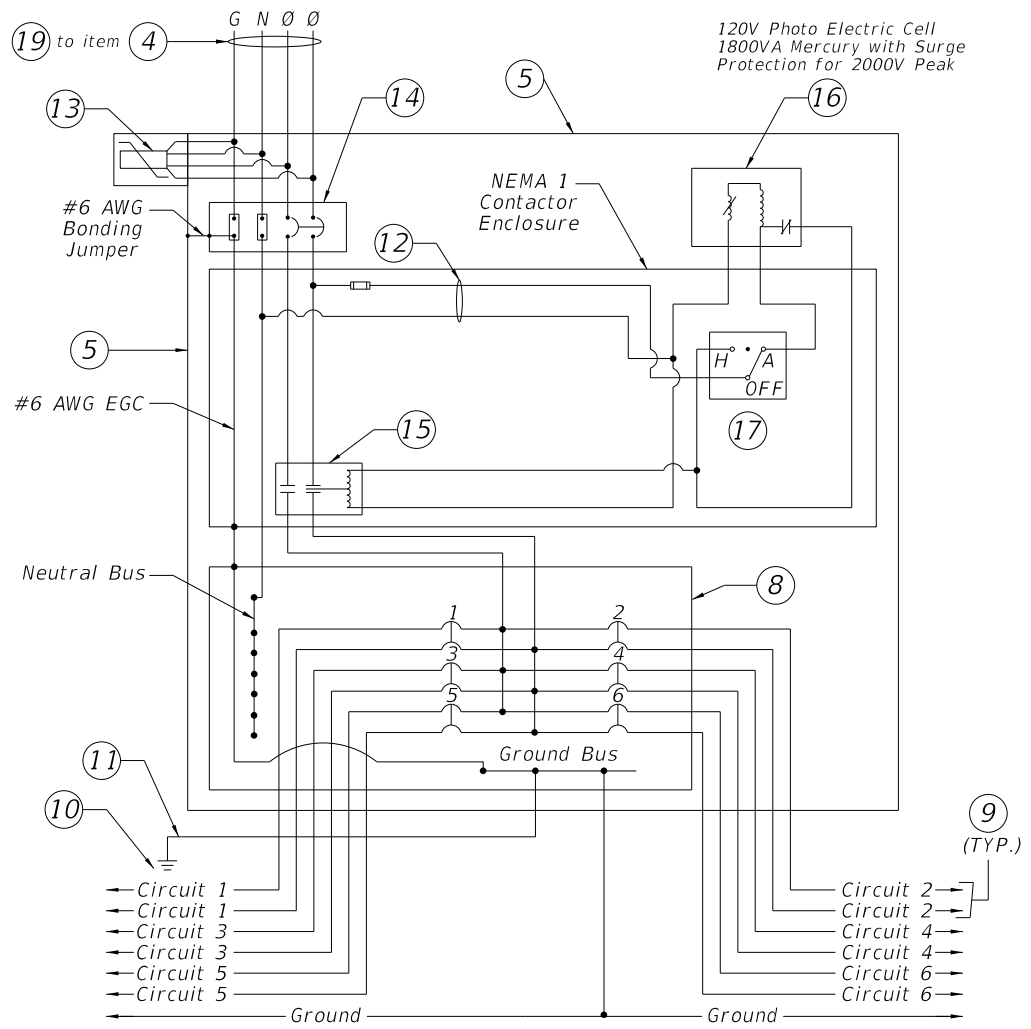 G N Ø Ø
19 to item 4
120V Photo Electric Cell
1800VA Mercury with Surge
Protection for 2000V Peak
5
16
14
13
NEMA 1
Contactor
Enclosure
#6 AWG
Bonding
Jumper
12
5
H A
OFF
#6 AWG EGC
15
17
Neutral Bus
8
1 2
3 4
5 6
Ground Bus
11
10
9
(TYP.)
Circuit 1 Circuit 2
Circuit 1 Circuit 2
Circuit 3 Circuit 4
Circuit 3 Circuit 4
Circuit 5 Circuit 6
Circuit 5 Circuit 6
Ground Ground